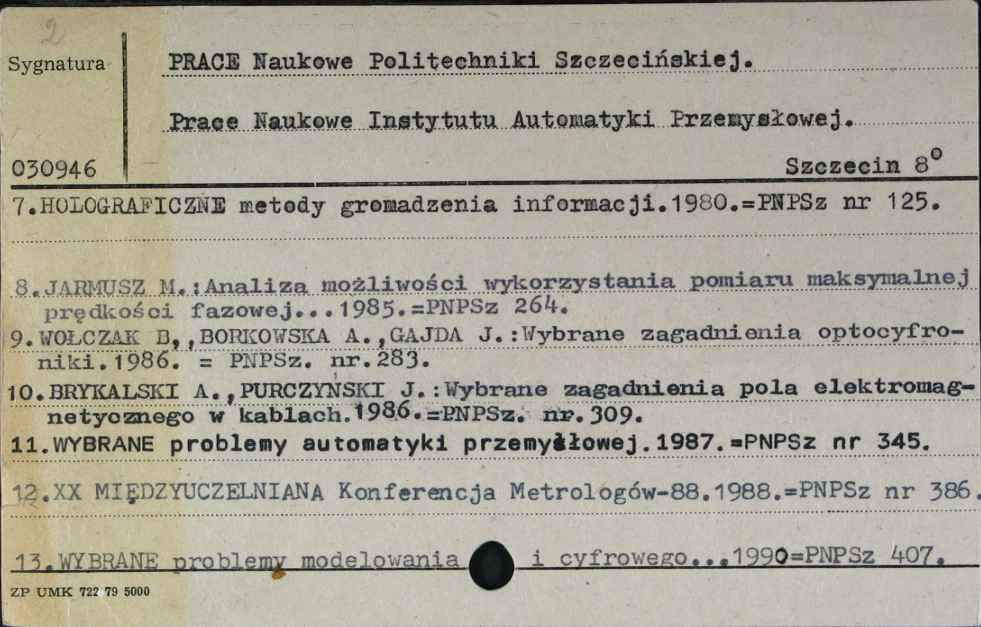 2
Sygnatura
PRACE Naukowe Politechniki Szczecińskiej.
Prace Naukowe Instytutu Automatyki Przemysłowej.
030946
Szczecin 8°
7.HOLOGRAFICZNE metody gromadzenia informacji.1980.=PNPSz nr 125.
8.JARMUSZ M.:Analiza możliwości wykorzystania pomiaru maksymalnej
prędkości fazowej...1985.=PNPSz 264.
9.WOŁCZAK B,,BORKOWSKA A.,GAJDA J.:Wybrane zagadnienia optocyfro-
niki.1986. = PNPSz. nr.283.
10.BRYKALSKI A.,PURCZYŃSKI J.:Wybrane zagadnienia pola elektromag-
netycznego w kablach.1986.=PNPSz. nr.309.
11.WYBRANE problemy automatyki przemysłowej.1987.=PNPSz nr 345.
12.XX MIĘDZYUCZELNIANA Konferencja Metrologów-88.1988.=PNPSz nr 386.
13.WYBRANE problemy modelowania i cyfrowego...1990=PNPSz 407.
ZP UMK 722 79 5000